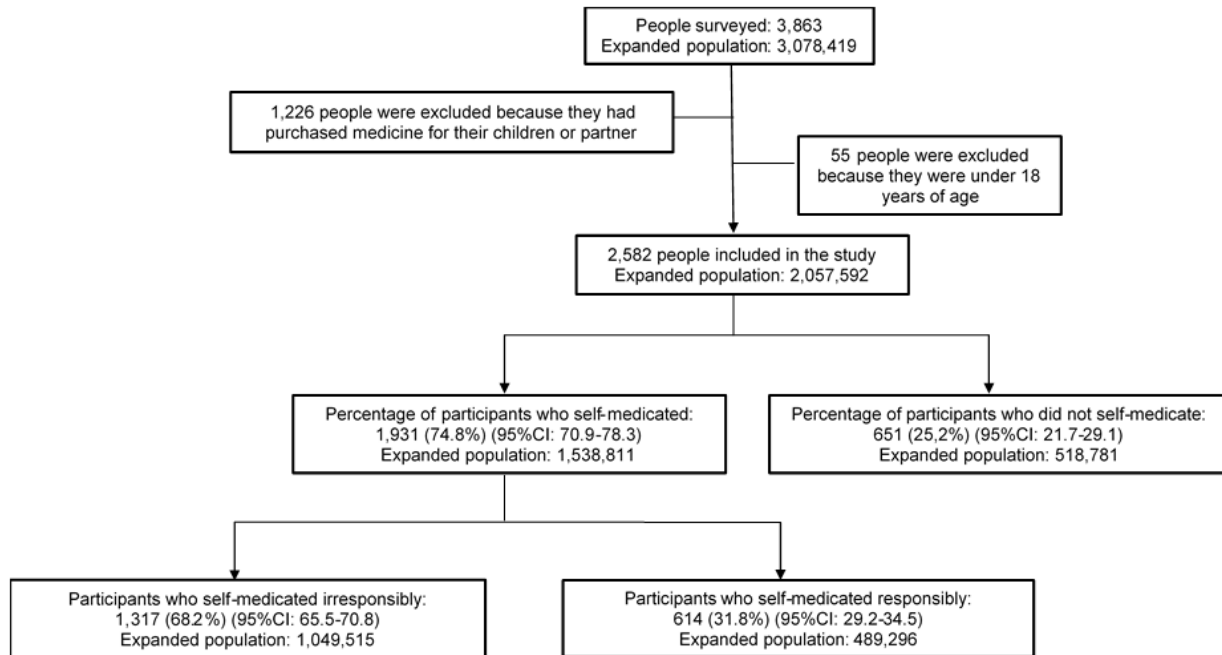 People surveyed: 3,863
Expanded population: 3,078,419
1,226 people were excluded because they had
purchased medicine for their children or partner
55 people were excluded
because they were under 18
years of age
2,582 people included in the study
Expanded population: 2,057,592
Percentage of participants who self-medicated:
1,931 (74.8%) (95%CI: 70.9-78.3)
Expanded population: 1,538,811
Percentage of participants who did not self-medicate:
651 (25,2%) (95%CI: 21.7-29.1)
Expanded population: 518,781
Participants who self-medicated irresponsibly:
1,317 (68.2%) (95%CI: 65.5-70.8)
Expanded population: 1,049,515
Participants who self-medicated responsibly:
614 (31.8%) (95%CI: 29.2-34.5)
Expanded population: 489,296